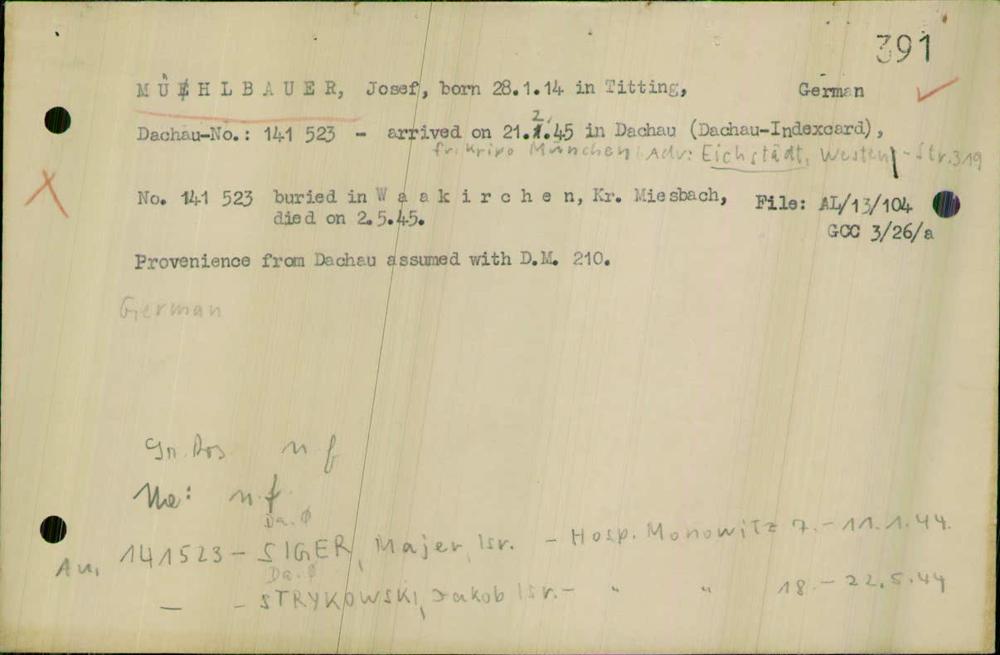 391
MÜEHLBAUER, Josef, born 28.1.14 in Titting, German
2.
Dachau-No.: 141 523 - arrived on 21.1.45 in Dachau (Dachau-Indexcard),
fr. Kripo München, Adr: Eichstädt, Westen-Str. 319
No. 141 523 buried in Waakirchen, Kr. Miesbach, File: AL/13/104
died on 2.5.45. GCC 3/26/a
Provenience from Dachau assumed with D.M. 210.
German
n f
n.f.
Da. Ø
Au, 141523 - SIGER, Majer, Isr. - Hosp. Monowitz 7. - 11.1.44.
Da. Ø
— - STRYKOWSKI, Jakob Isr. - " " 18. - 22.5.44